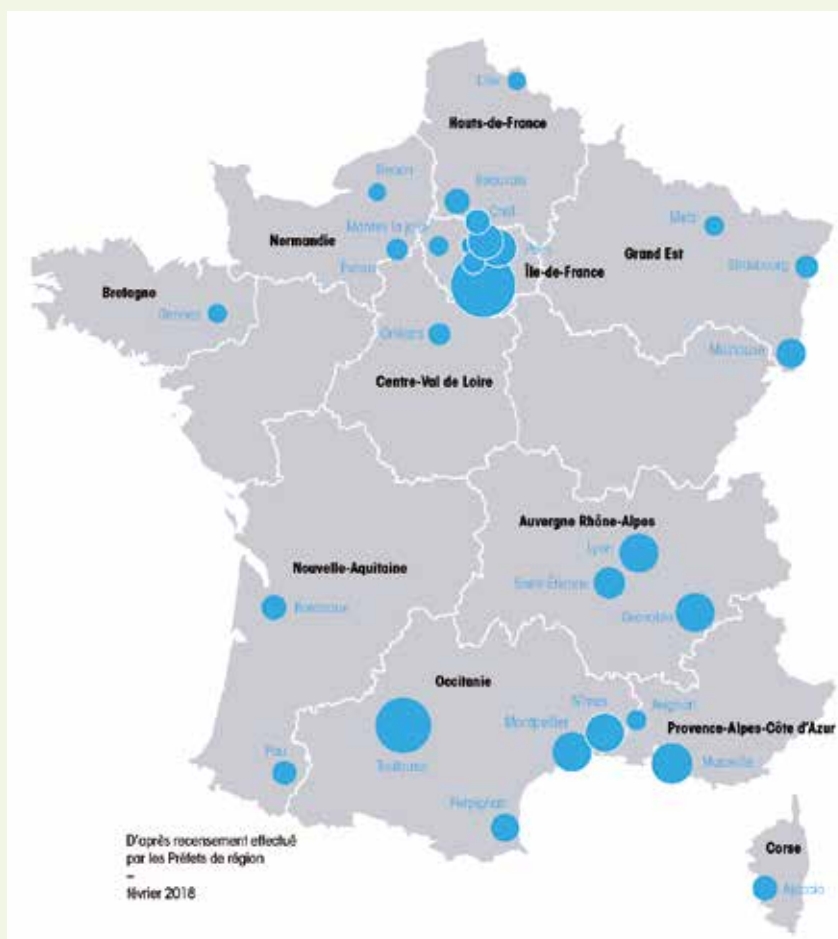 Lille
Hauts-de-France
Rouen
Beauvais
Creil
Metz
Mantes la jolie
Normandie
Paris
Grand Est
Strasbourg
Île-de-France
Bretagne
Rennes
Orléans
Mulhouse
Centre-Val de Loire
Auvergne Rhône-Alpes
Lyon
Nouvelle-Aquitaine
Saint-Étienne
Bordeaux
Grenoble
Occitanie
Nîmes
Avignon
Montpellier
Provence-Alpes-Côte d'Azur
Pau
Toulouse
Marseille
Perpignan
D'après recensement effectué
par les Préfets de région
–
février 2018
Corse
Ajaccio